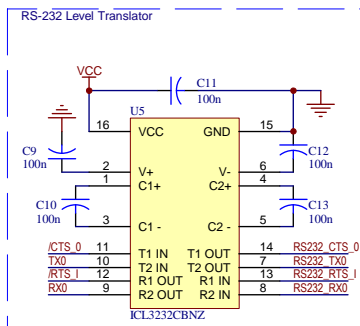 RS-232 Level Translator
VCC
C11
100n
U5
16 VCC GND 15
C9
100n
C12
100n
2 V+ V- 6
1 C1+ C2+ 4
C10
100n
C13
100n
3 C1 - C2 - 5
/CTS_0 11 T1 IN T1 OUT 14 RS232_CTS_0
TX0 10 T2 IN T2 OUT 7 RS232_TX0
/RTS_I 12 R1 OUT R1 IN 13 RS232_RTS_I
RX0 9 R2 OUT R2 IN 8 RS232_RX0
ICL3232CBNZ